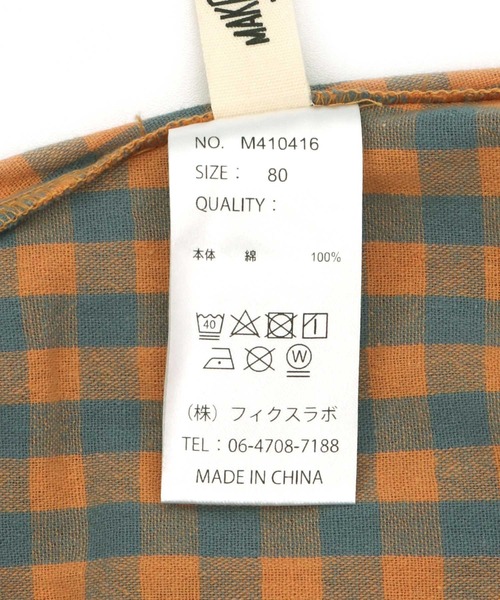 NO. M410416
SIZE : 80
QUALITY :
本体 綿 100%
40
W
(株) フィクスラボ
TEL : 06-4708-7188
MADE IN CHINA